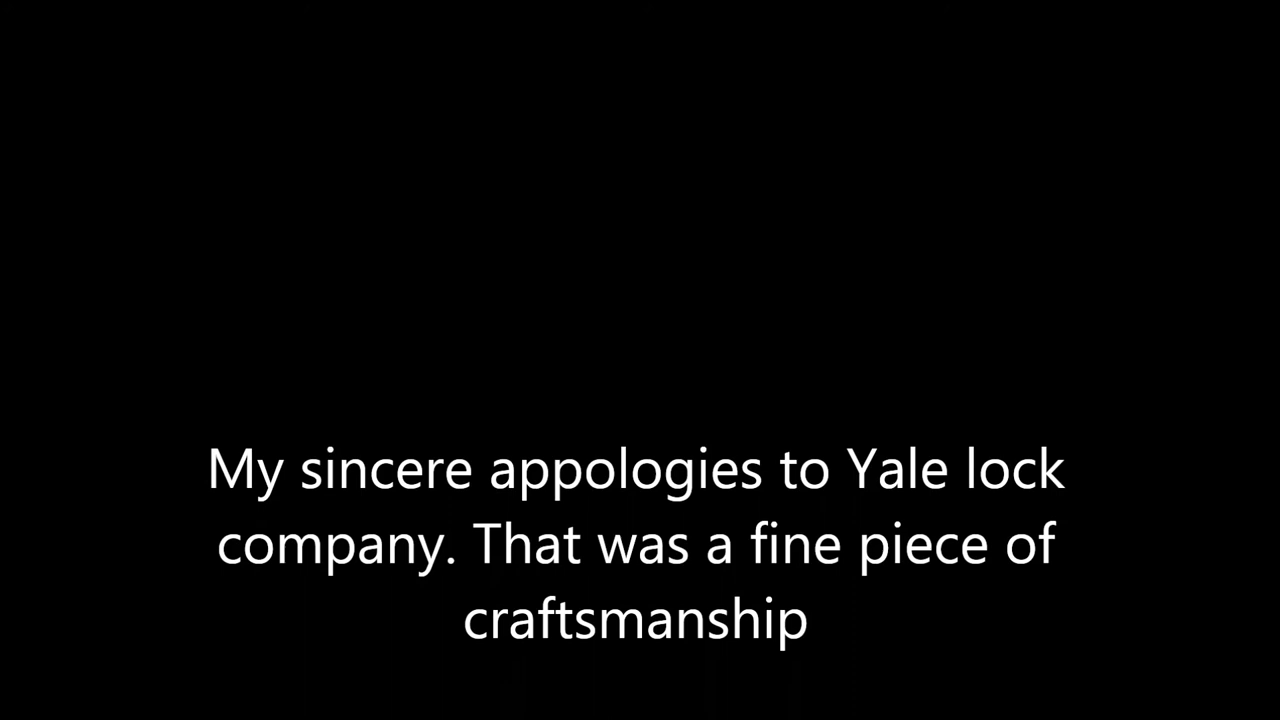 My sincere appologies to Yale lock
company. That was a fine piece of
craftsmanship